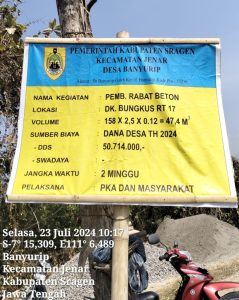 PEMERINTAH KABUPATEN SRAGEN
KECAMATAN JENAR
DESA BANYURIP
NAMA KEGIATAN : PEMB. RABAT BETON
LOKASI : DK. BUNGKUS RT 17
VOLUME : 158 X 2,5 X 0,12 = 47,4 M³
SUMBER BIAYA : DANA DESA TH 2024
- DDS : 50.714.000,-
- SWADAYA : -
JANGKA WAKTU : 2 MINGGU
PELAKSANA : PKA DAN MASYARAKAT
Selasa, 23 Juli 2024 10:17
S-7° 15,309, E111° 6,489
Banyurip
Kecamatan Jenar
Kabupaten Sragen
Jawa Tengah